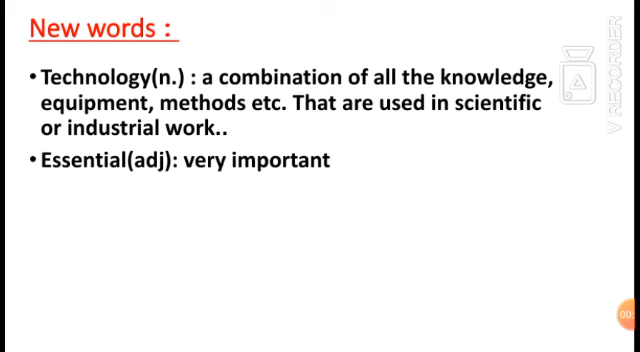 New words :
• Technology(n.) : a combination of all the knowledge,
equipment, methods etc. That are used in scientific
or industrial work..
• Essential(adj): very important
V RECORDER
00: